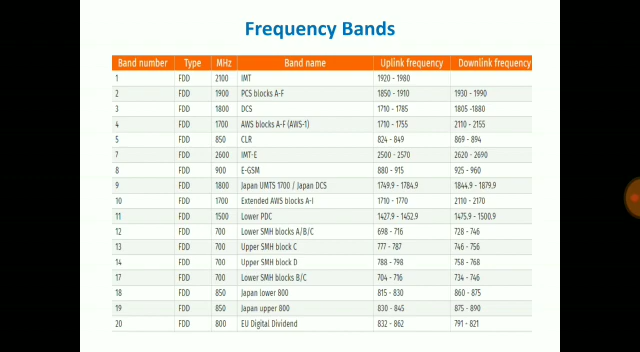 Frequency Bands
Band number Type MHz Band name Uplink frequency Downlink frequency
1 FDD 2100 IMT 1920 - 1980
2 FDD 1900 PCS blocks A-F 1850 - 1910 1930 - 1990
3 FDD 1800 DCS 1710 - 1785 1805 -1880
4 FDD 1700 AWS blocks A-F (AWS-1) 1710 - 1755 2110 - 2155
5 FDD 850 CLR 824 - 849 869 - 894
7 FDD 2600 IMT-E 2500 - 2570 2620 - 2690
8 FDD 900 E-GSM 880 - 915 925 - 960
9 FDD 1800 Japan UMTS 1700 / Japan DCS 1749.9 - 1784.9 1844.9 - 1879.9
10 FDD 1700 Extended AWS blocks A-I 1710 - 1770 2110 - 2170
11 FDD 1500 Lower PDC 1427.9 - 1452.9 1475.9 - 1500.9
12 FDD 700 Lower SMH blocks A/B/C 698 - 716 728 - 746
13 FDD 700 Upper SMH block C 777 - 787 746 - 756
14 FDD 700 Upper SMH block D 788 - 798 758 - 768
17 FDD 700 Lower SMH blocks B/C 704 - 716 734 - 746
18 FDD 850 Japan lower 800 815 - 830 860 - 875
19 FDD 850 Japan upper 800 830 - 845 875 - 890
20 FDD 800 EU Digital Dividend 832 - 862 791 - 821